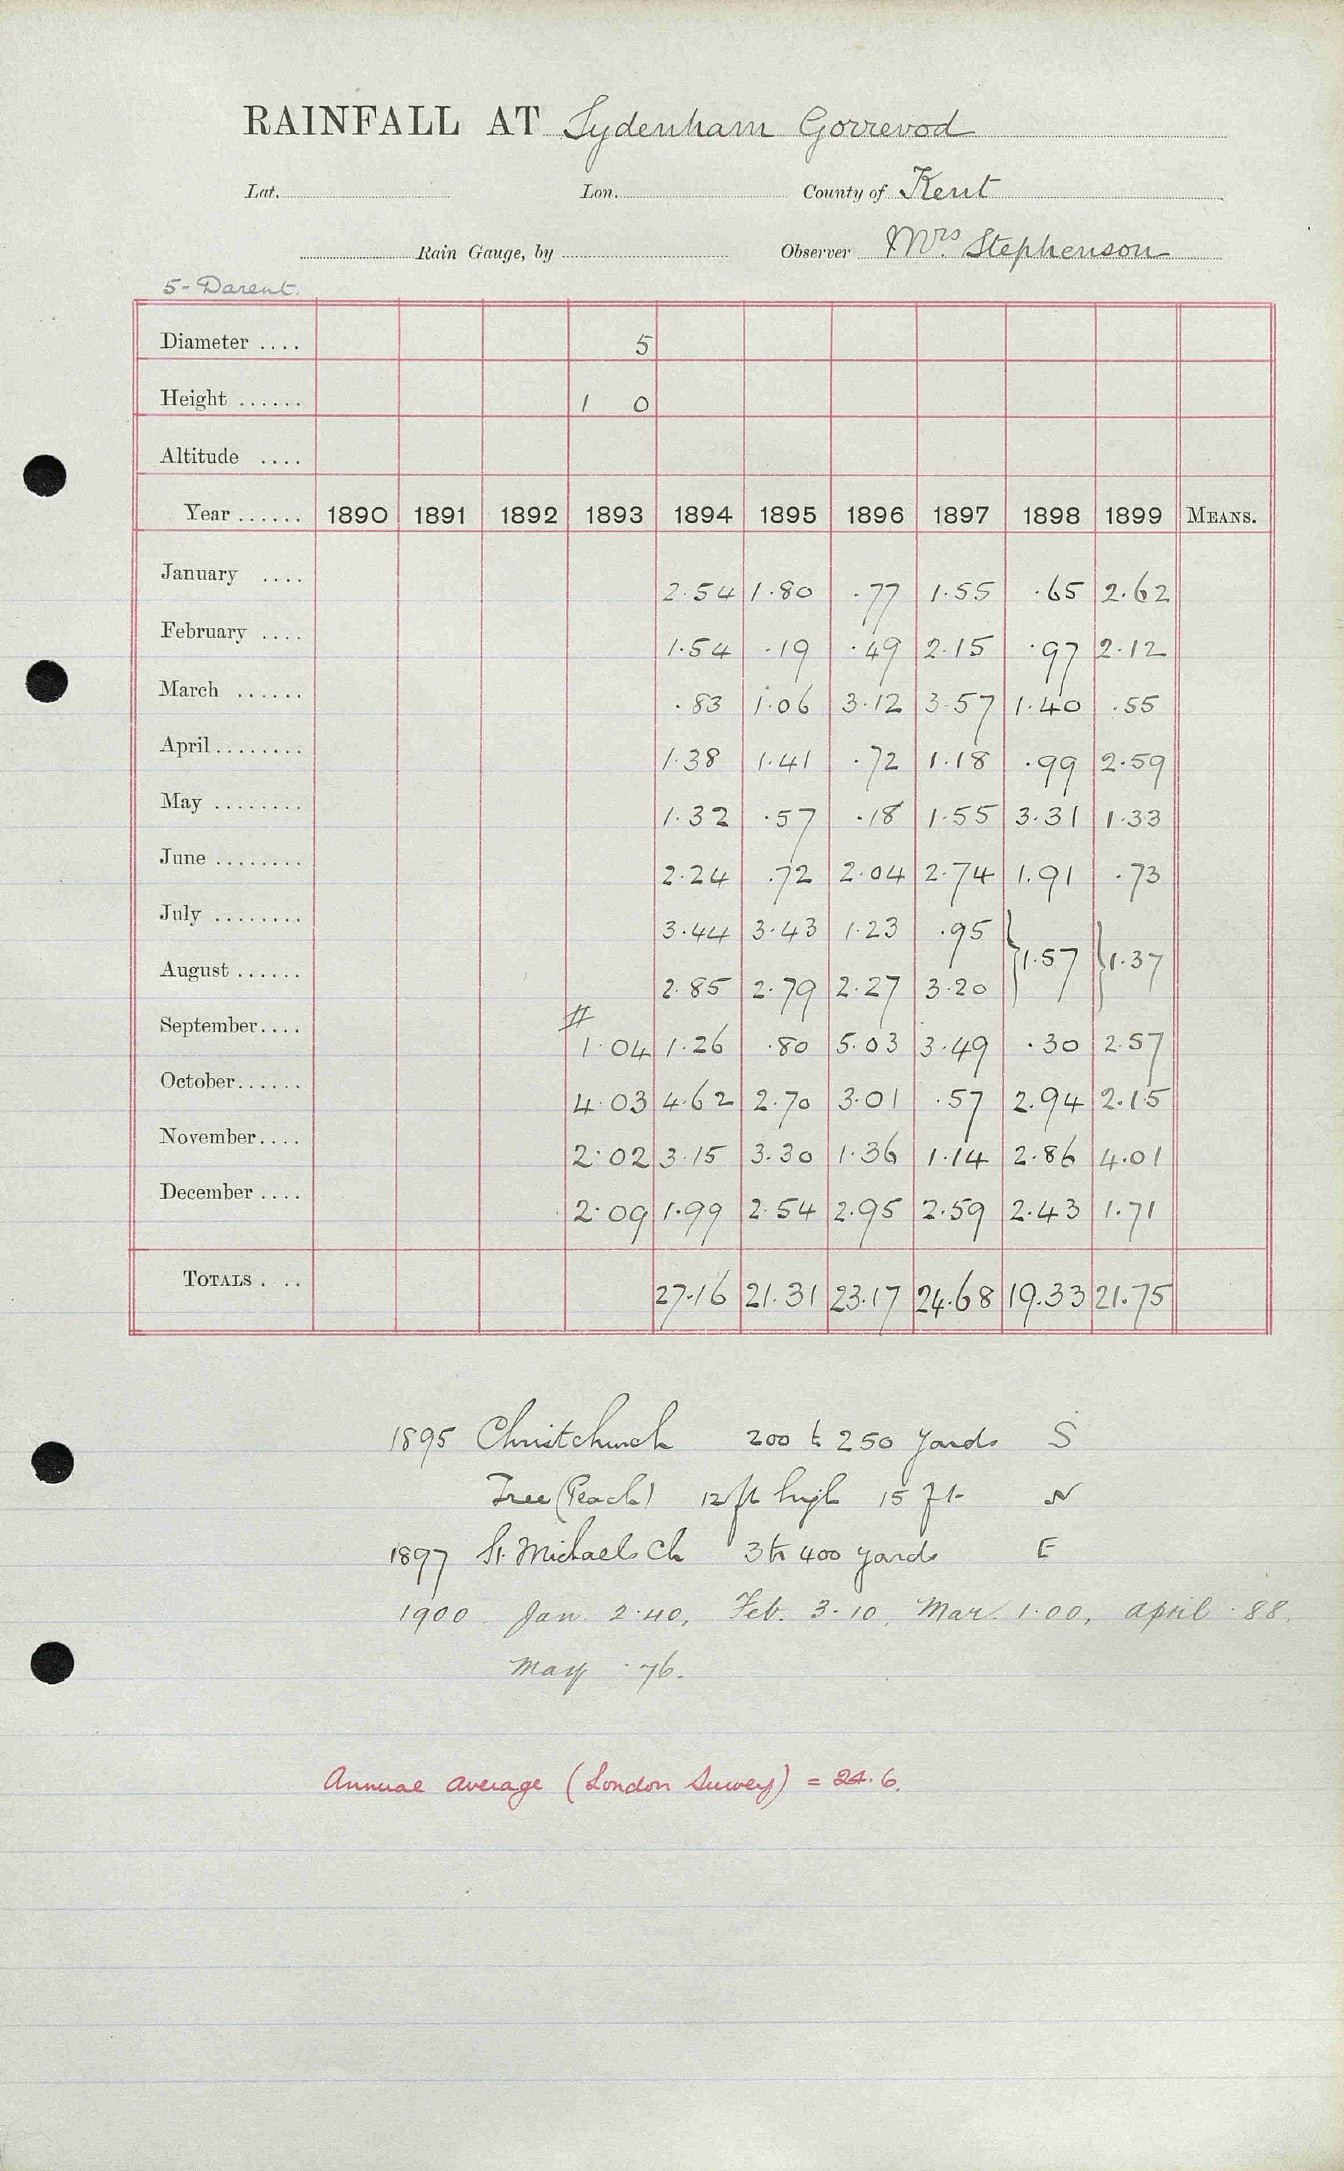 RAINFALL AT Sydenham Gorrevod
Lat. Lon. County of Kent
Rain Gauge, by Observer Mrs. Stephenson
5-Darent.
Diameter .... 5
Height ...... 1 0
Altitude ....
Year ...... 1890 1891 1892 1893 1894 1895 1896 1897 1898 1899 MEANS.
January .... 2.54 1.80 .77 1.55 .65 2.62
February .... 1.54 .19 .49 2.15 .97 2.12
March ...... .83 1.06 3.12 3.57 1.40 .55
April ........ 1.38 1.41 .72 1.18 .99 2.59
May ........ 1.32 .57 .18 1.55 3.31 1.33
June ........ 2.24 .72 2.04 2.74 1.91 .73
July ........ 3.44 3.43 1.23 .95 } 1.57 } 1.37
August ...... 2.85 2.79 2.27 3.20
#
September.... 1.04 1.26 .80 5.03 3.49 .30 2.57
October...... 4.03 4.62 2.70 3.01 .57 2.94 2.15
November.... 2.02 3.15 3.30 1.36 1.14 2.86 4.01
December .... 2.09 1.99 2.54 2.95 2.59 2.43 1.71
TOTALS . .. 27.16 21.31 23.17 24.68 19.33 21.75
1895 Christchurch 200 to 250 yards S
Tree (Peach) 12 ft high 15 ft N
1897 St. Michaels Ch 3 to 400 yards E
1900 Jan. 2.40, Feb. 3.10, Mar. 1.00, April .88,
May .76.
Annual average (London Survey) = 24.6.